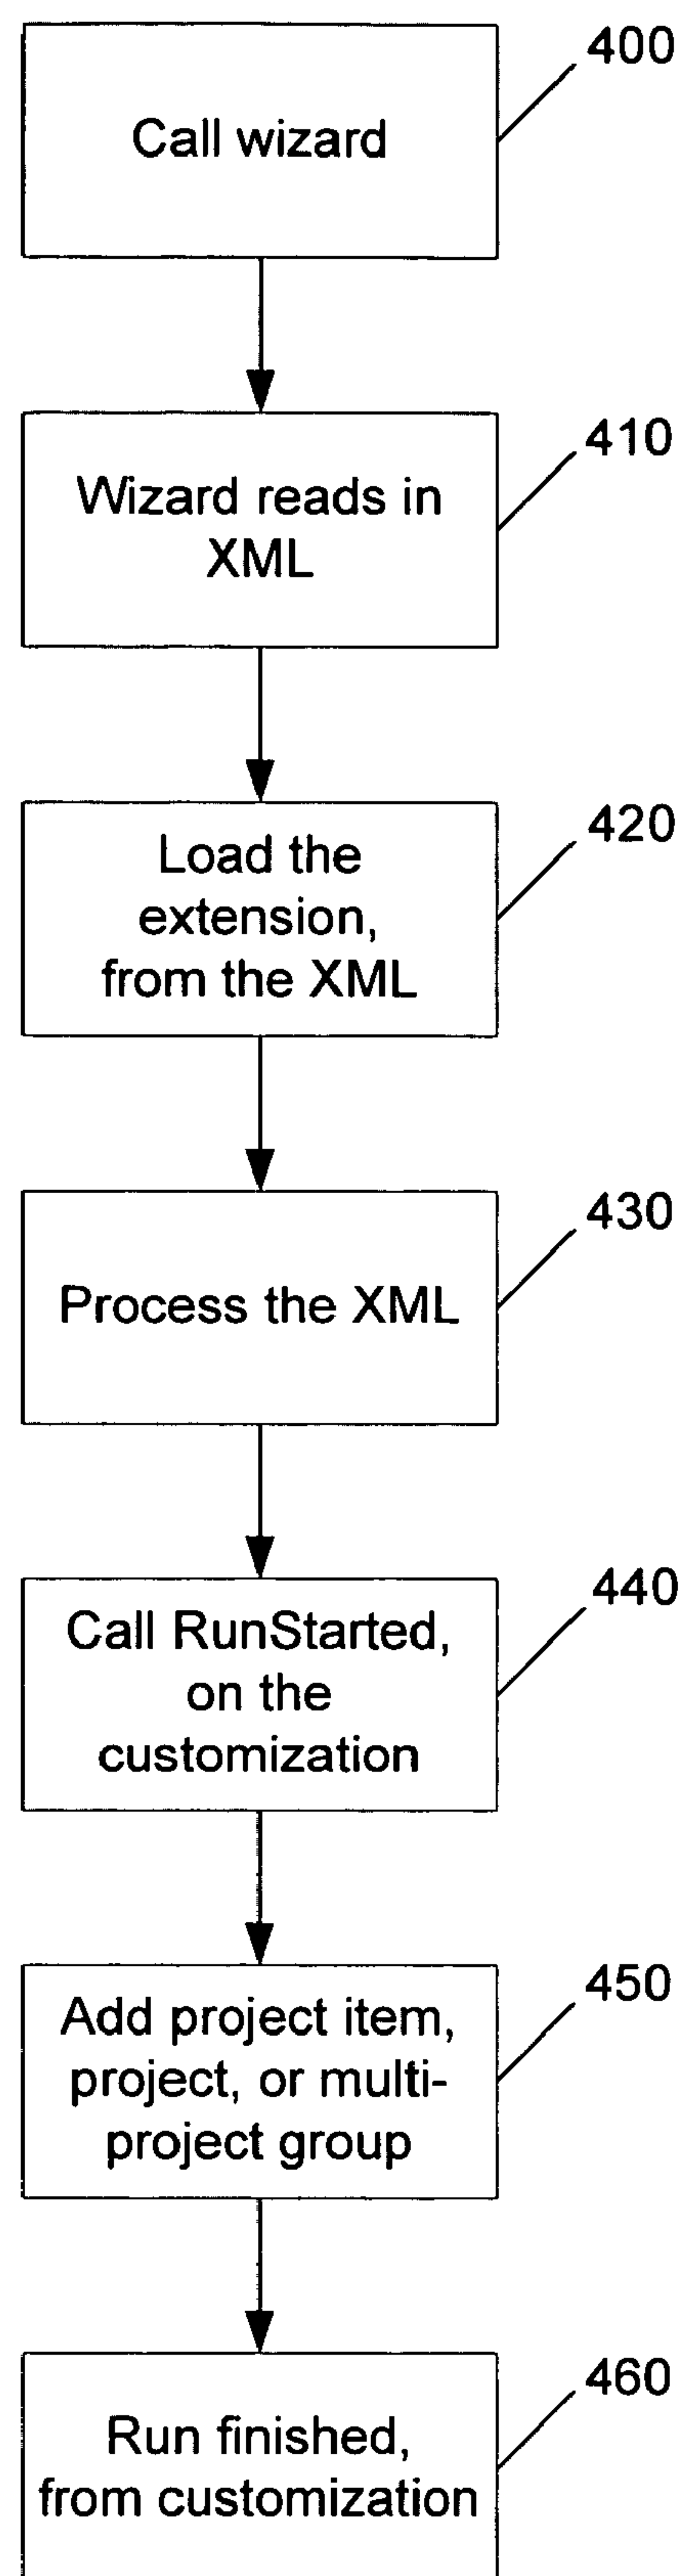 400
Call wizard
410
Wizard reads in
XML
420
Load the
extension,
from the XML
430
Process the XML
440
Call RunStarted,
on the
customization
450
Add project item,
project, or multi-
project group
460
Run finished,
from customization